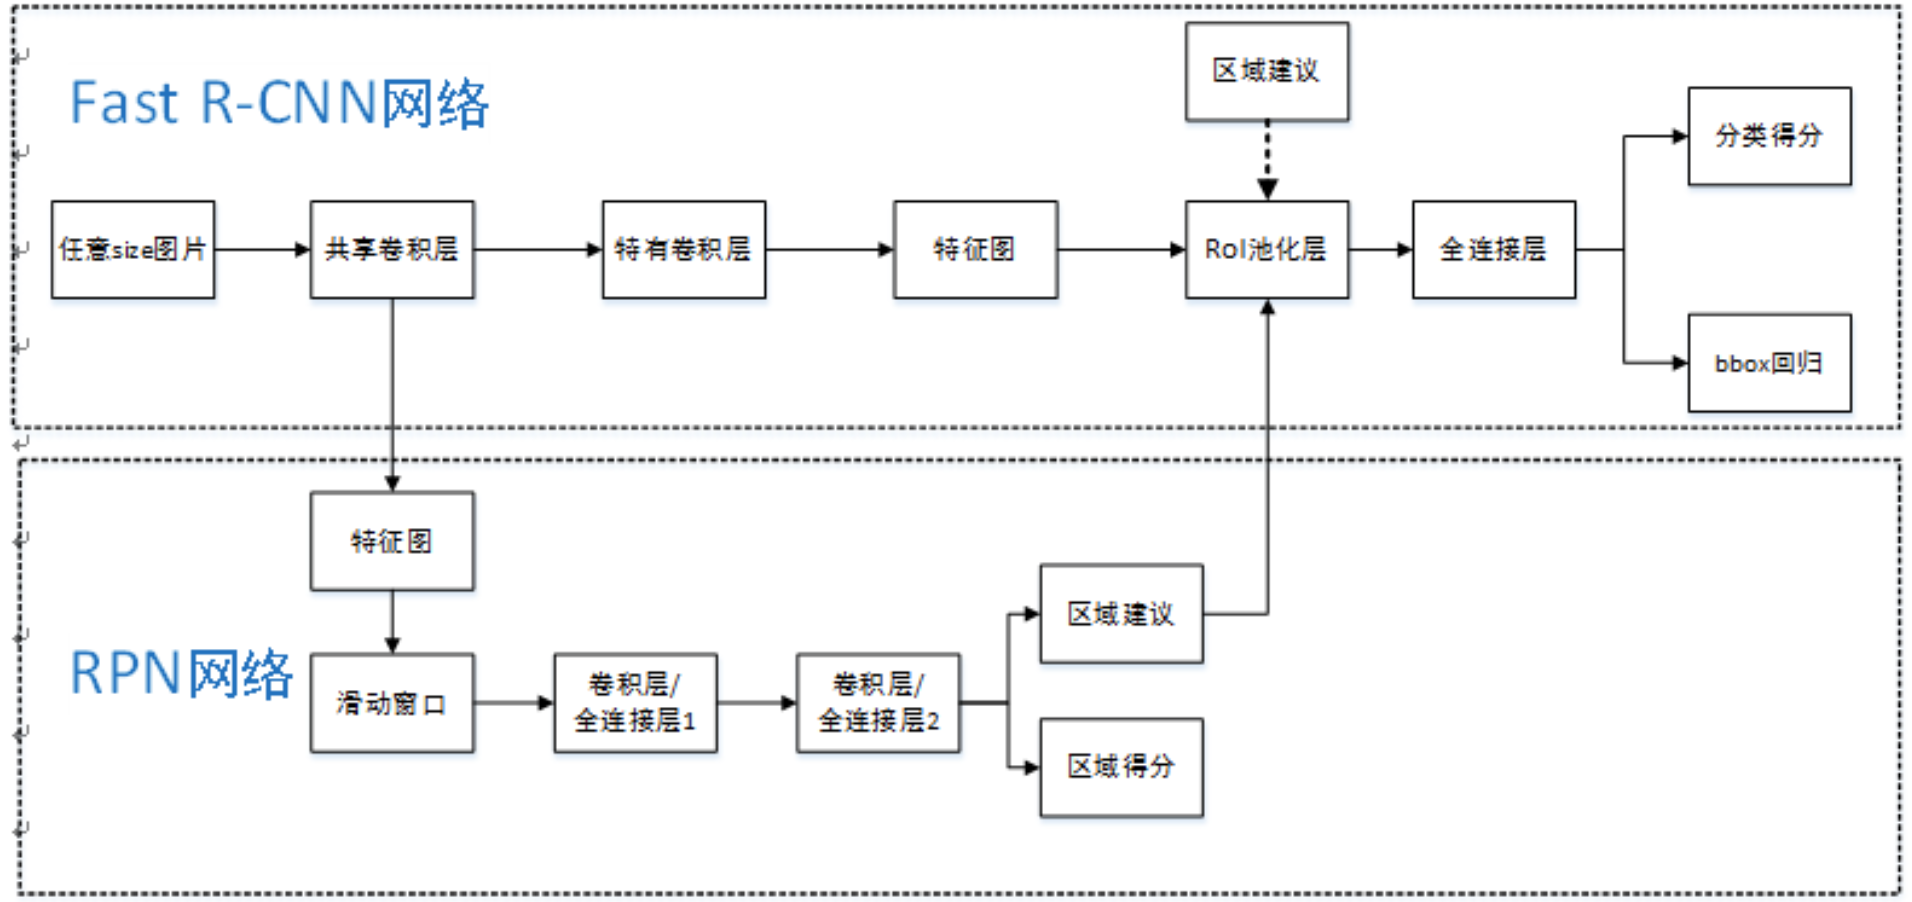 Fast R-CNN网络
区域建议
分类得分
任意size图片
共享卷积层
特有卷积层
特征图
RoI池化层
全连接层
bbox回归
特征图
RPN网络
滑动窗口
卷积层/
全连接层1
卷积层/
全连接层2
区域建议
区域得分